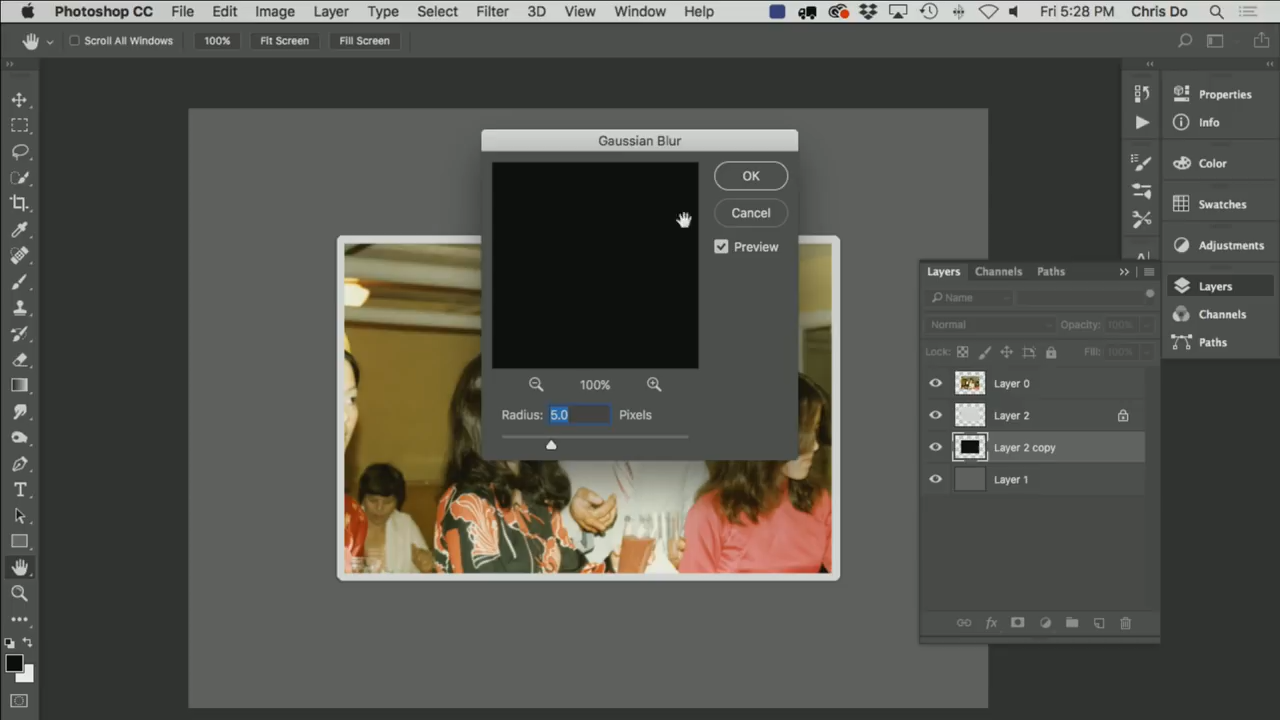 Photoshop CC File Edit Image Layer Type Select Filter 3D View Window Help Fri 5:28 PM Chris Do
Scroll All Windows 100% Fit Screen Fill Screen
Gaussian Blur
OK
Cancel
Preview
100%
Radius: 5.0 Pixels
Properties
Info
Color
Swatches
Adjustments
Layers
Channels
Paths
Layers Channels Paths
Name
Normal Opacity: 100%
Lock: Fill: 100%
Layer 0
Layer 2
Layer 2 copy
Layer 1
fx